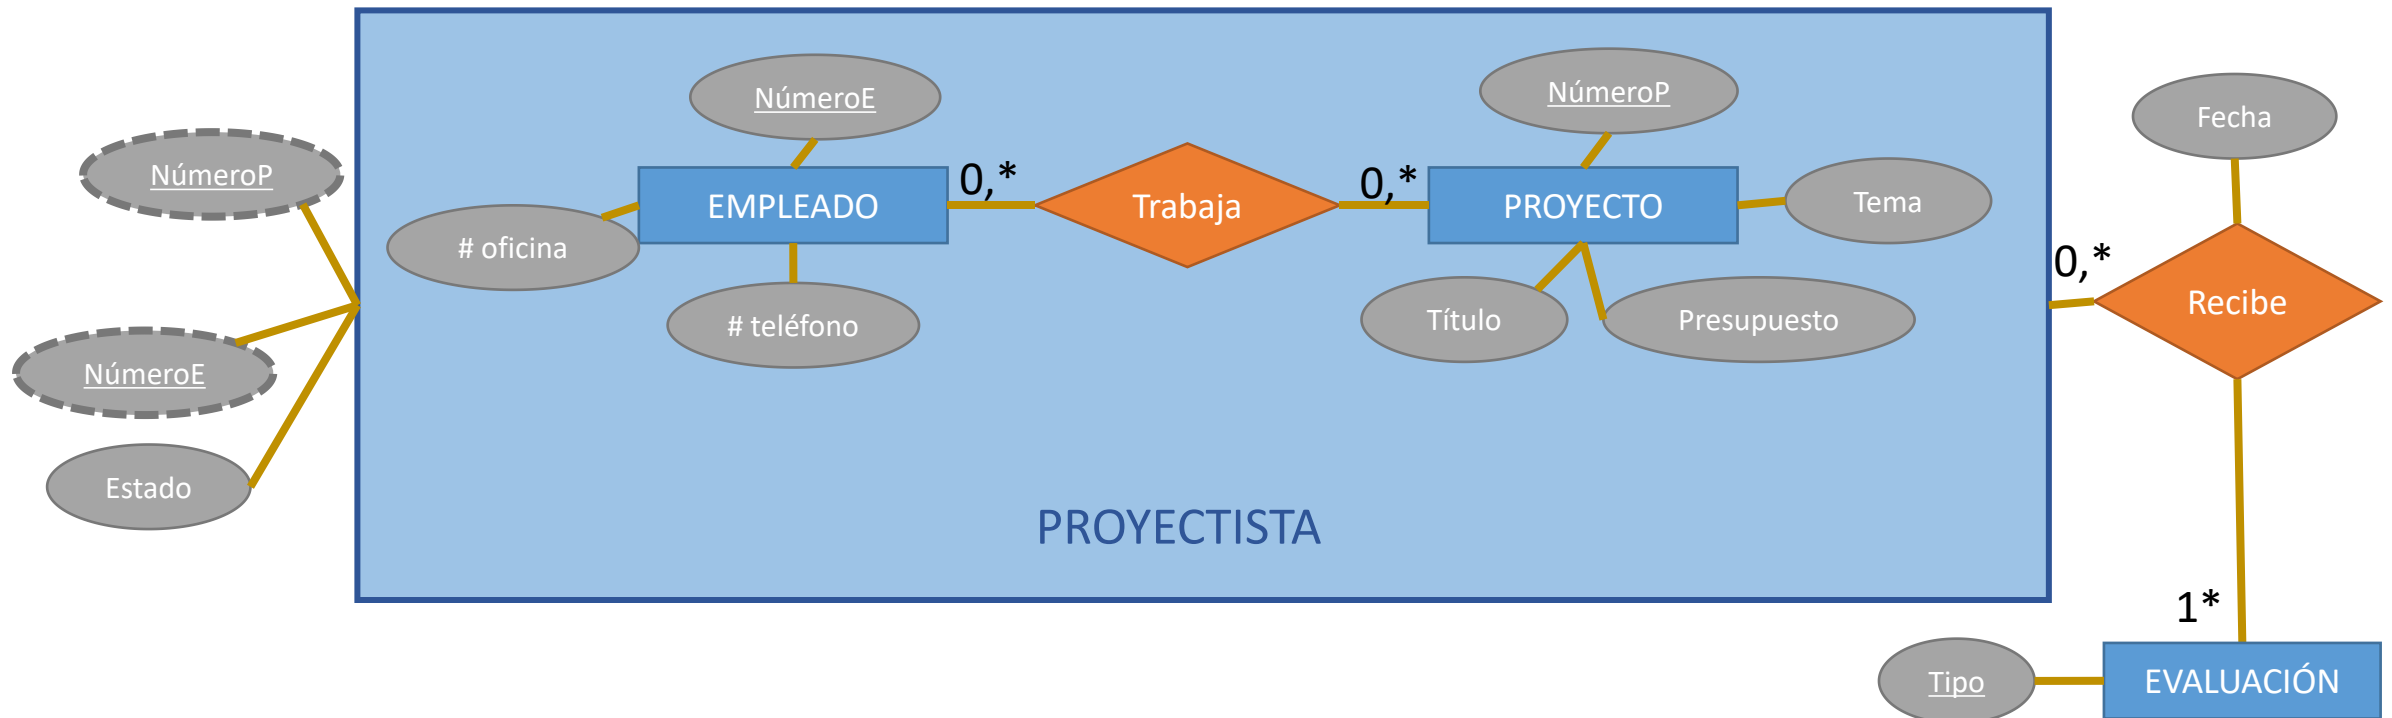 NúmeroE
NúmeroP
Fecha
NúmeroP
EMPLEADO
0,*
Trabaja
0,*
PROYECTO
Tema
# oficina
0,*
Recibe
# teléfono
Título
Presupuesto
NúmeroE
Estado
PROYECTISTA
1*
Tipo
EVALUACIÓN